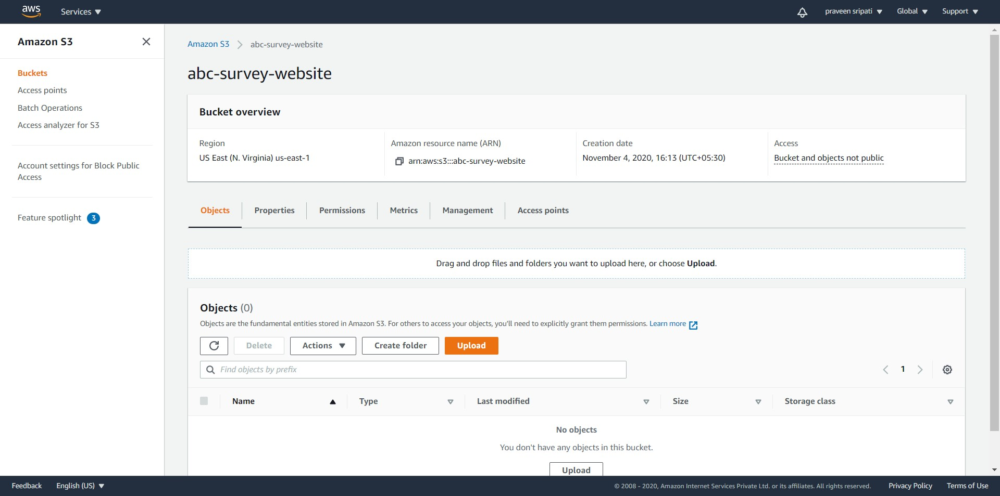 aws
Services
praveen sripati
Global
Support
Amazon S3
Buckets
Access points
Batch Operations
Access analyzer for S3
Account settings for Block Public
Access
Feature spotlight 3
Amazon S3 abc-survey-website
abc-survey-website
Bucket overview
Region
US East (N. Virginia) us-east-1
Amazon resource name (ARN)
arn:aws:s3:::abc-survey-website
Creation date
November 4, 2020, 16:13 (UTC+05:30)
Access
Bucket and objects not public
Objects Properties Permissions Metrics Management Access points
Drag and drop files and folders you want to upload here, or choose Upload.
Objects (0)
Objects are the fundamental entities stored in Amazon S3. For others to access your objects, you'll need to explicitly grant them permissions. Learn more
Delete Actions Create folder Upload
Find objects by prefix
1
Name Type Last modified Size Storage class
No objects
You don't have any objects in this bucket.
Upload
Feedback English (US) © 2008 - 2020, Amazon Internet Services Private Ltd. or its affiliates. All rights reserved. Privacy Policy Terms of Use